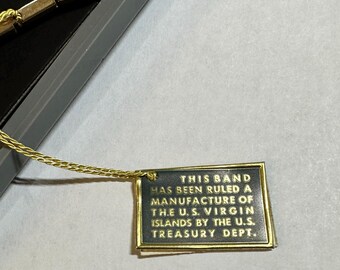 THIS BAND
HAS BEEN RULED A
MANUFACTURE OF
THE U.S. VIRGIN
ISLANDS BY THE U.S.
TREASURY DEPT.